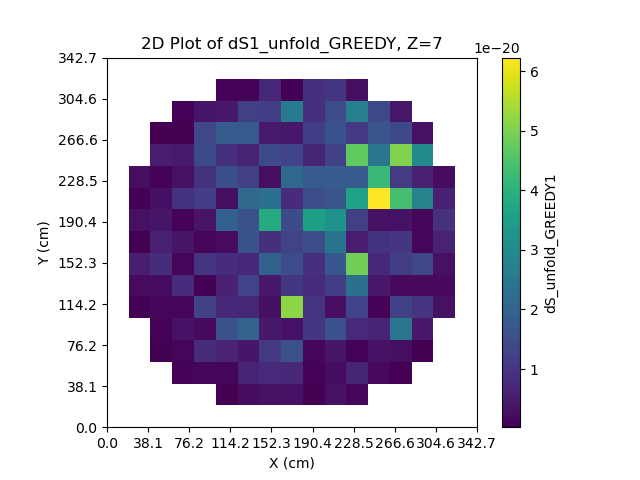 2D Plot of dS1_unfold_GREEDY, Z=7
1e−20
342.7
304.6
266.6
228.5
190.4
152.3
114.2
76.2
38.1
0.0
Y (cm)
0.0 38.1 76.2 114.2 152.3 190.4 228.5 266.6 304.6 342.7
X (cm)
6
5
4
3
2
1
dS_unfold_GREEDY1